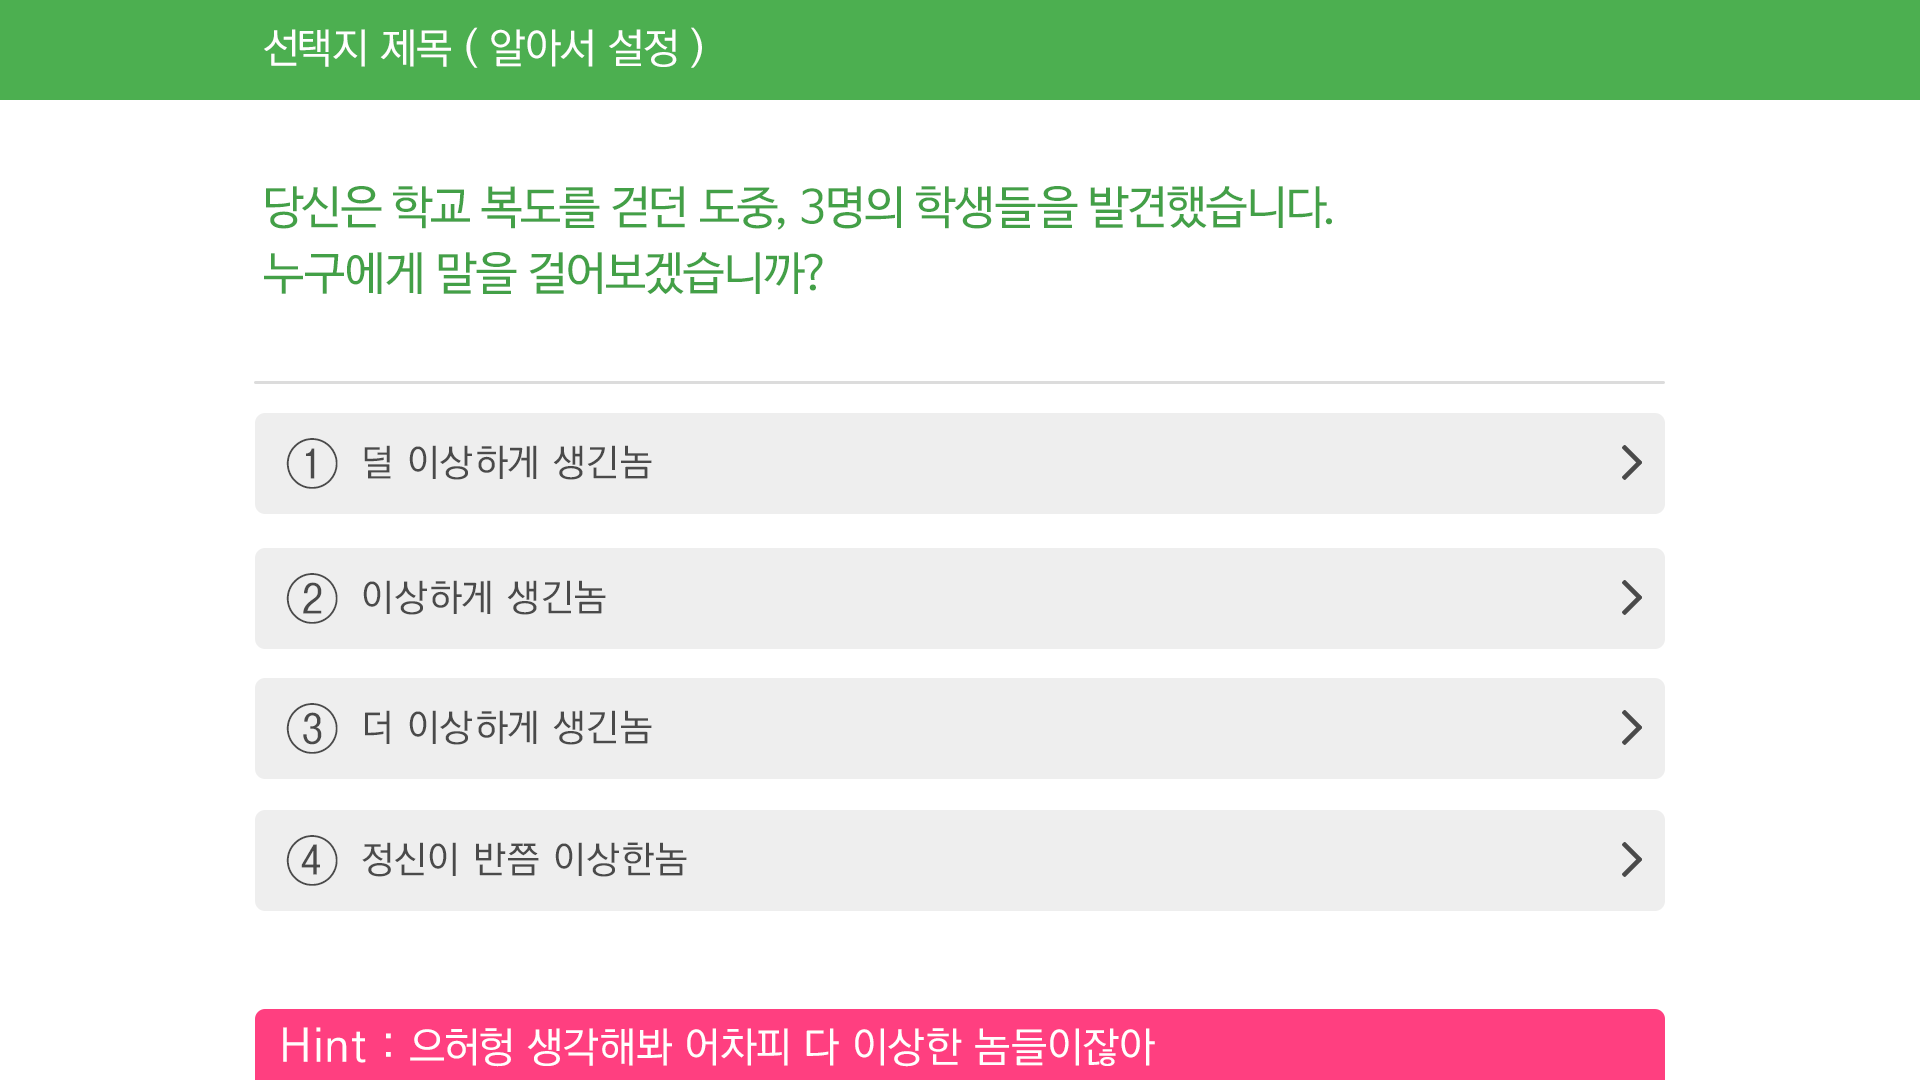 선택지 제목 ( 알아서 설정 )
당신은 학교 복도를 걷던 도중, 3명의 학생들을 발견했습니다.
누구에게 말을 걸어보겠습니까?
① 덜 이상하게 생긴놈
② 이상하게 생긴놈
③ 더 이상하게 생긴놈
④ 정신이 반쯤 이상한놈
Hint : 으허헝 생각해봐 어차피 다 이상한 놈들이잖아